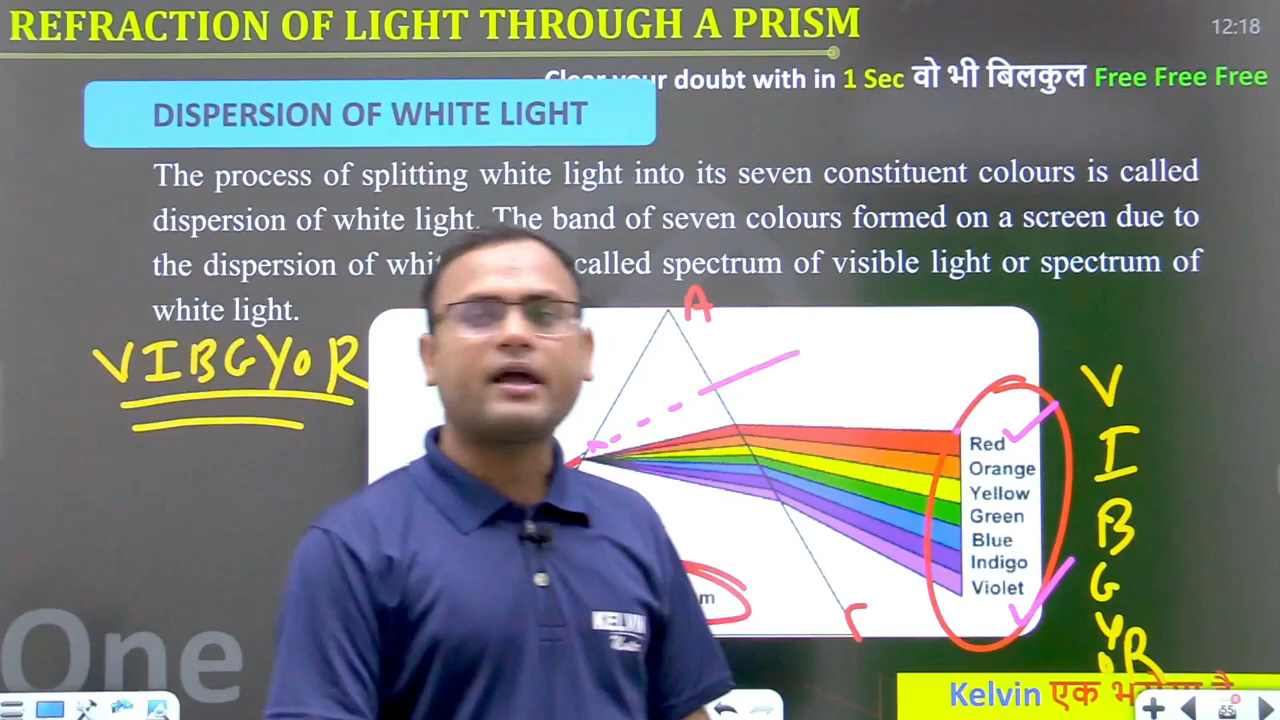 REFRACTION OF LIGHT THROUGH A PRISM
12:18
your doubt with in 1 Sec वो भी बिलकुल Free Free Free
DISPERSION OF WHITE LIGHT
The process of splitting white light into its seven constituent colours is called
dispersion of white light. The band of seven colours formed on a screen due to
the dispersion of called spectrum of visible light or spectrum of
white light.
VIBGYOR
A
Red
Orange
Yellow
Green
Blue
Indigo
Violet
V
I
B
G
Y
O R
KELVIN
One
Kelvin एक
55